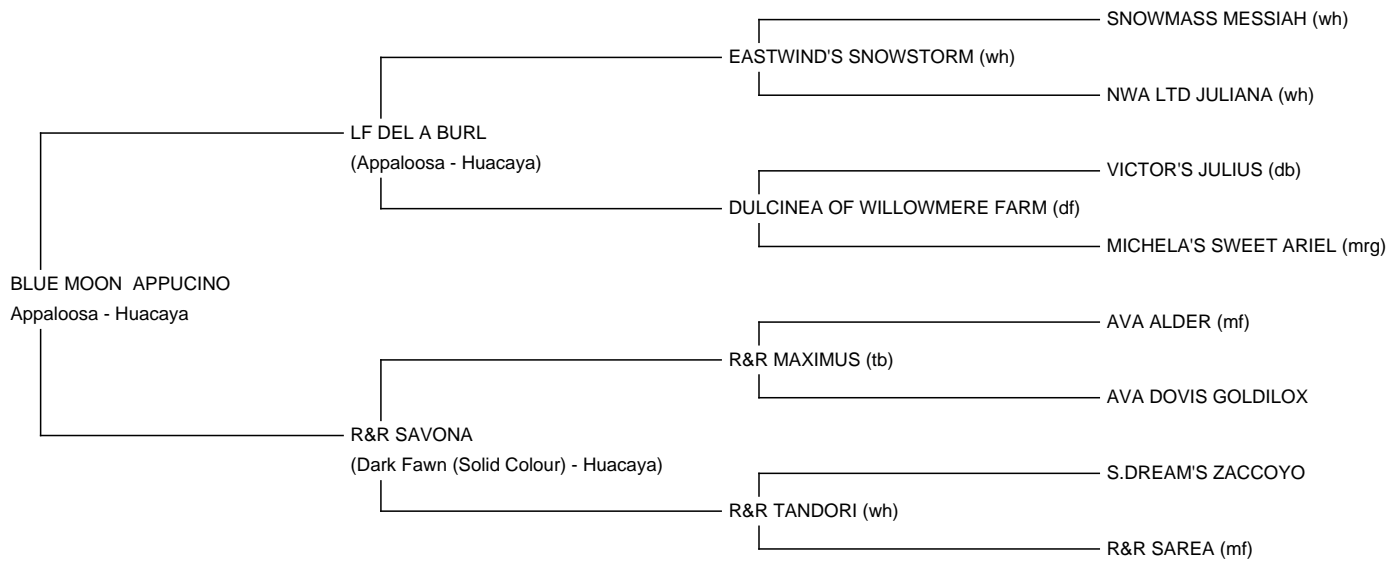 SNOWMASS MESSIAH (wh)
EASTWIND'S SNOWSTORM (wh)
NWA LTD JULIANA (wh)
LF DEL A BURL
(Appaloosa - Huacaya)
VICTOR'S JULIUS (db)
DULCINEA OF WILLOWMERE FARM (df)
MICHELA'S SWEET ARIEL (mrg)
BLUE MOON  APPUCINO
Appaloosa - Huacaya
AVA ALDER (mf)
R&R MAXIMUS (tb)
AVA DOVIS GOLDILOX
R&R SAVONA
(Dark Fawn (Solid Colour) - Huacaya)
S.DREAM'S ZACCOYO
R&R TANDORI (wh)
R&R SAREA (mf)